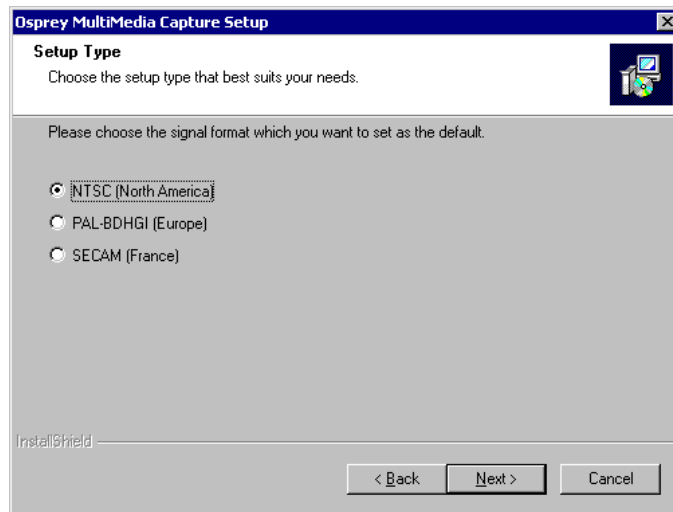 Osprey MultiMedia Capture Setup
Setup Type
Choose the setup type that best suits your needs.
Please choose the signal format which you want to set as the default.
NTSC (North America)
PAL-BDHGI (Europe)
SECAM (France)
InstallShield
< Back
Next >
Cancel